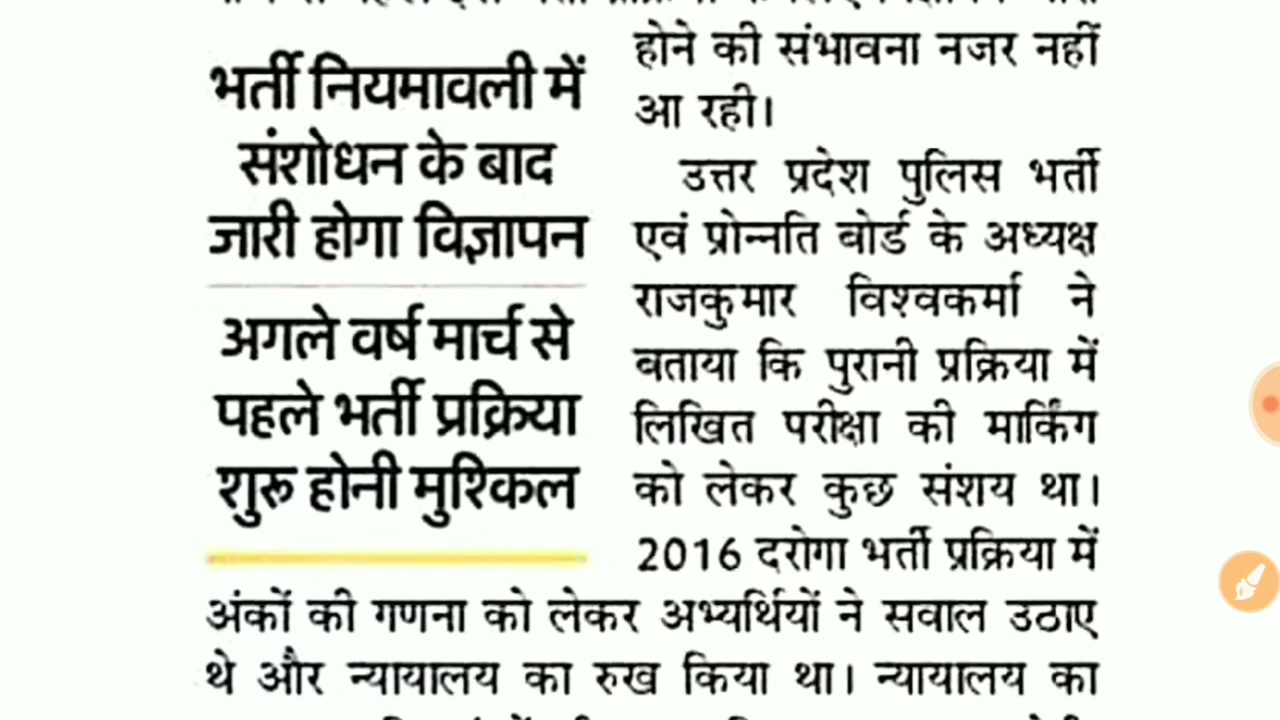 भर्ती नियमावली में
संशोधन के बाद
जारी होगा विज्ञापन
अगले वर्ष मार्च से
पहले भर्ती प्रक्रिया
शुरू होनी मुश्किल
होने की संभावना नजर नहीं
आ रही।
उत्तर प्रदेश पुलिस भर्ती
एवं प्रोन्नति बोर्ड के अध्यक्ष
राजकुमार विश्वकर्मा ने
बताया कि पुरानी प्रक्रिया में
लिखित परीक्षा की मार्किंग
को लेकर कुछ संशय था।
2016 दरोगा भर्ती प्रक्रिया में
अंकों की गणना को लेकर अभ्यर्थियों ने सवाल उठाए
थे और न्यायालय का रुख किया था। न्यायालय का